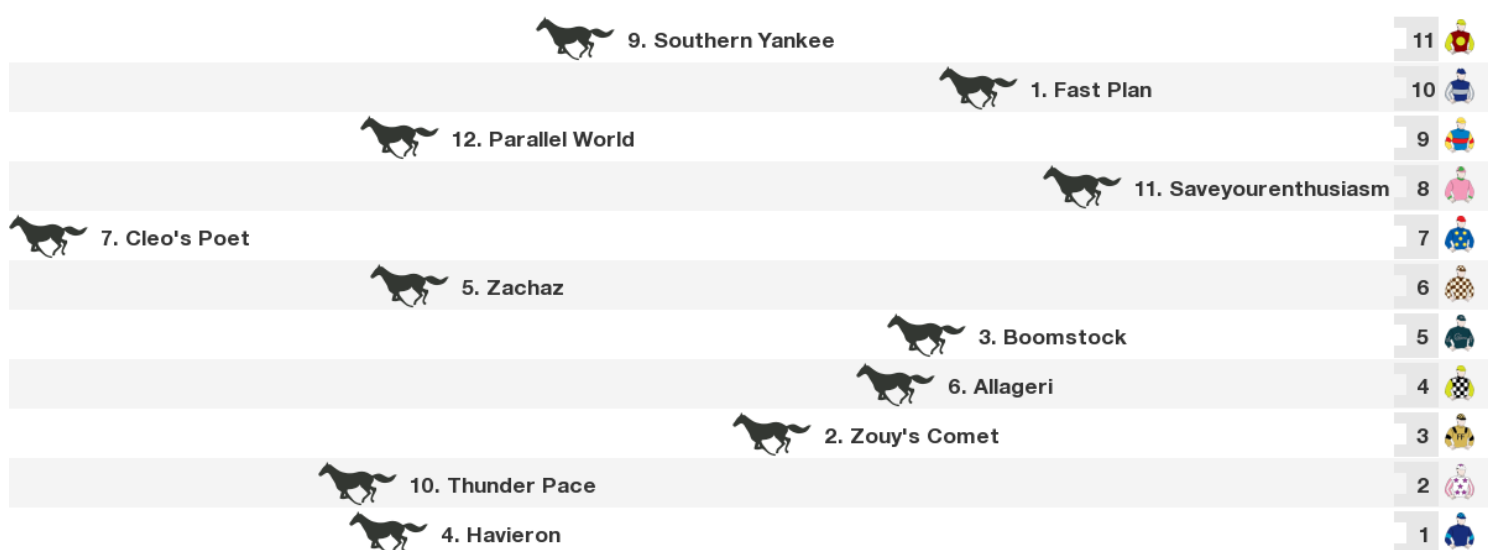 9. Southern Yankee 11
1. Fast Plan 10
12. Parallel World 9
11. Saveyourenthusiasm 8
7. Cleo's Poet 7
5. Zachaz 6
3. Boomstock 5
6. Allageri 4
2. Zouy's Comet 3
10. Thunder Pace 2
4. Havieron 1